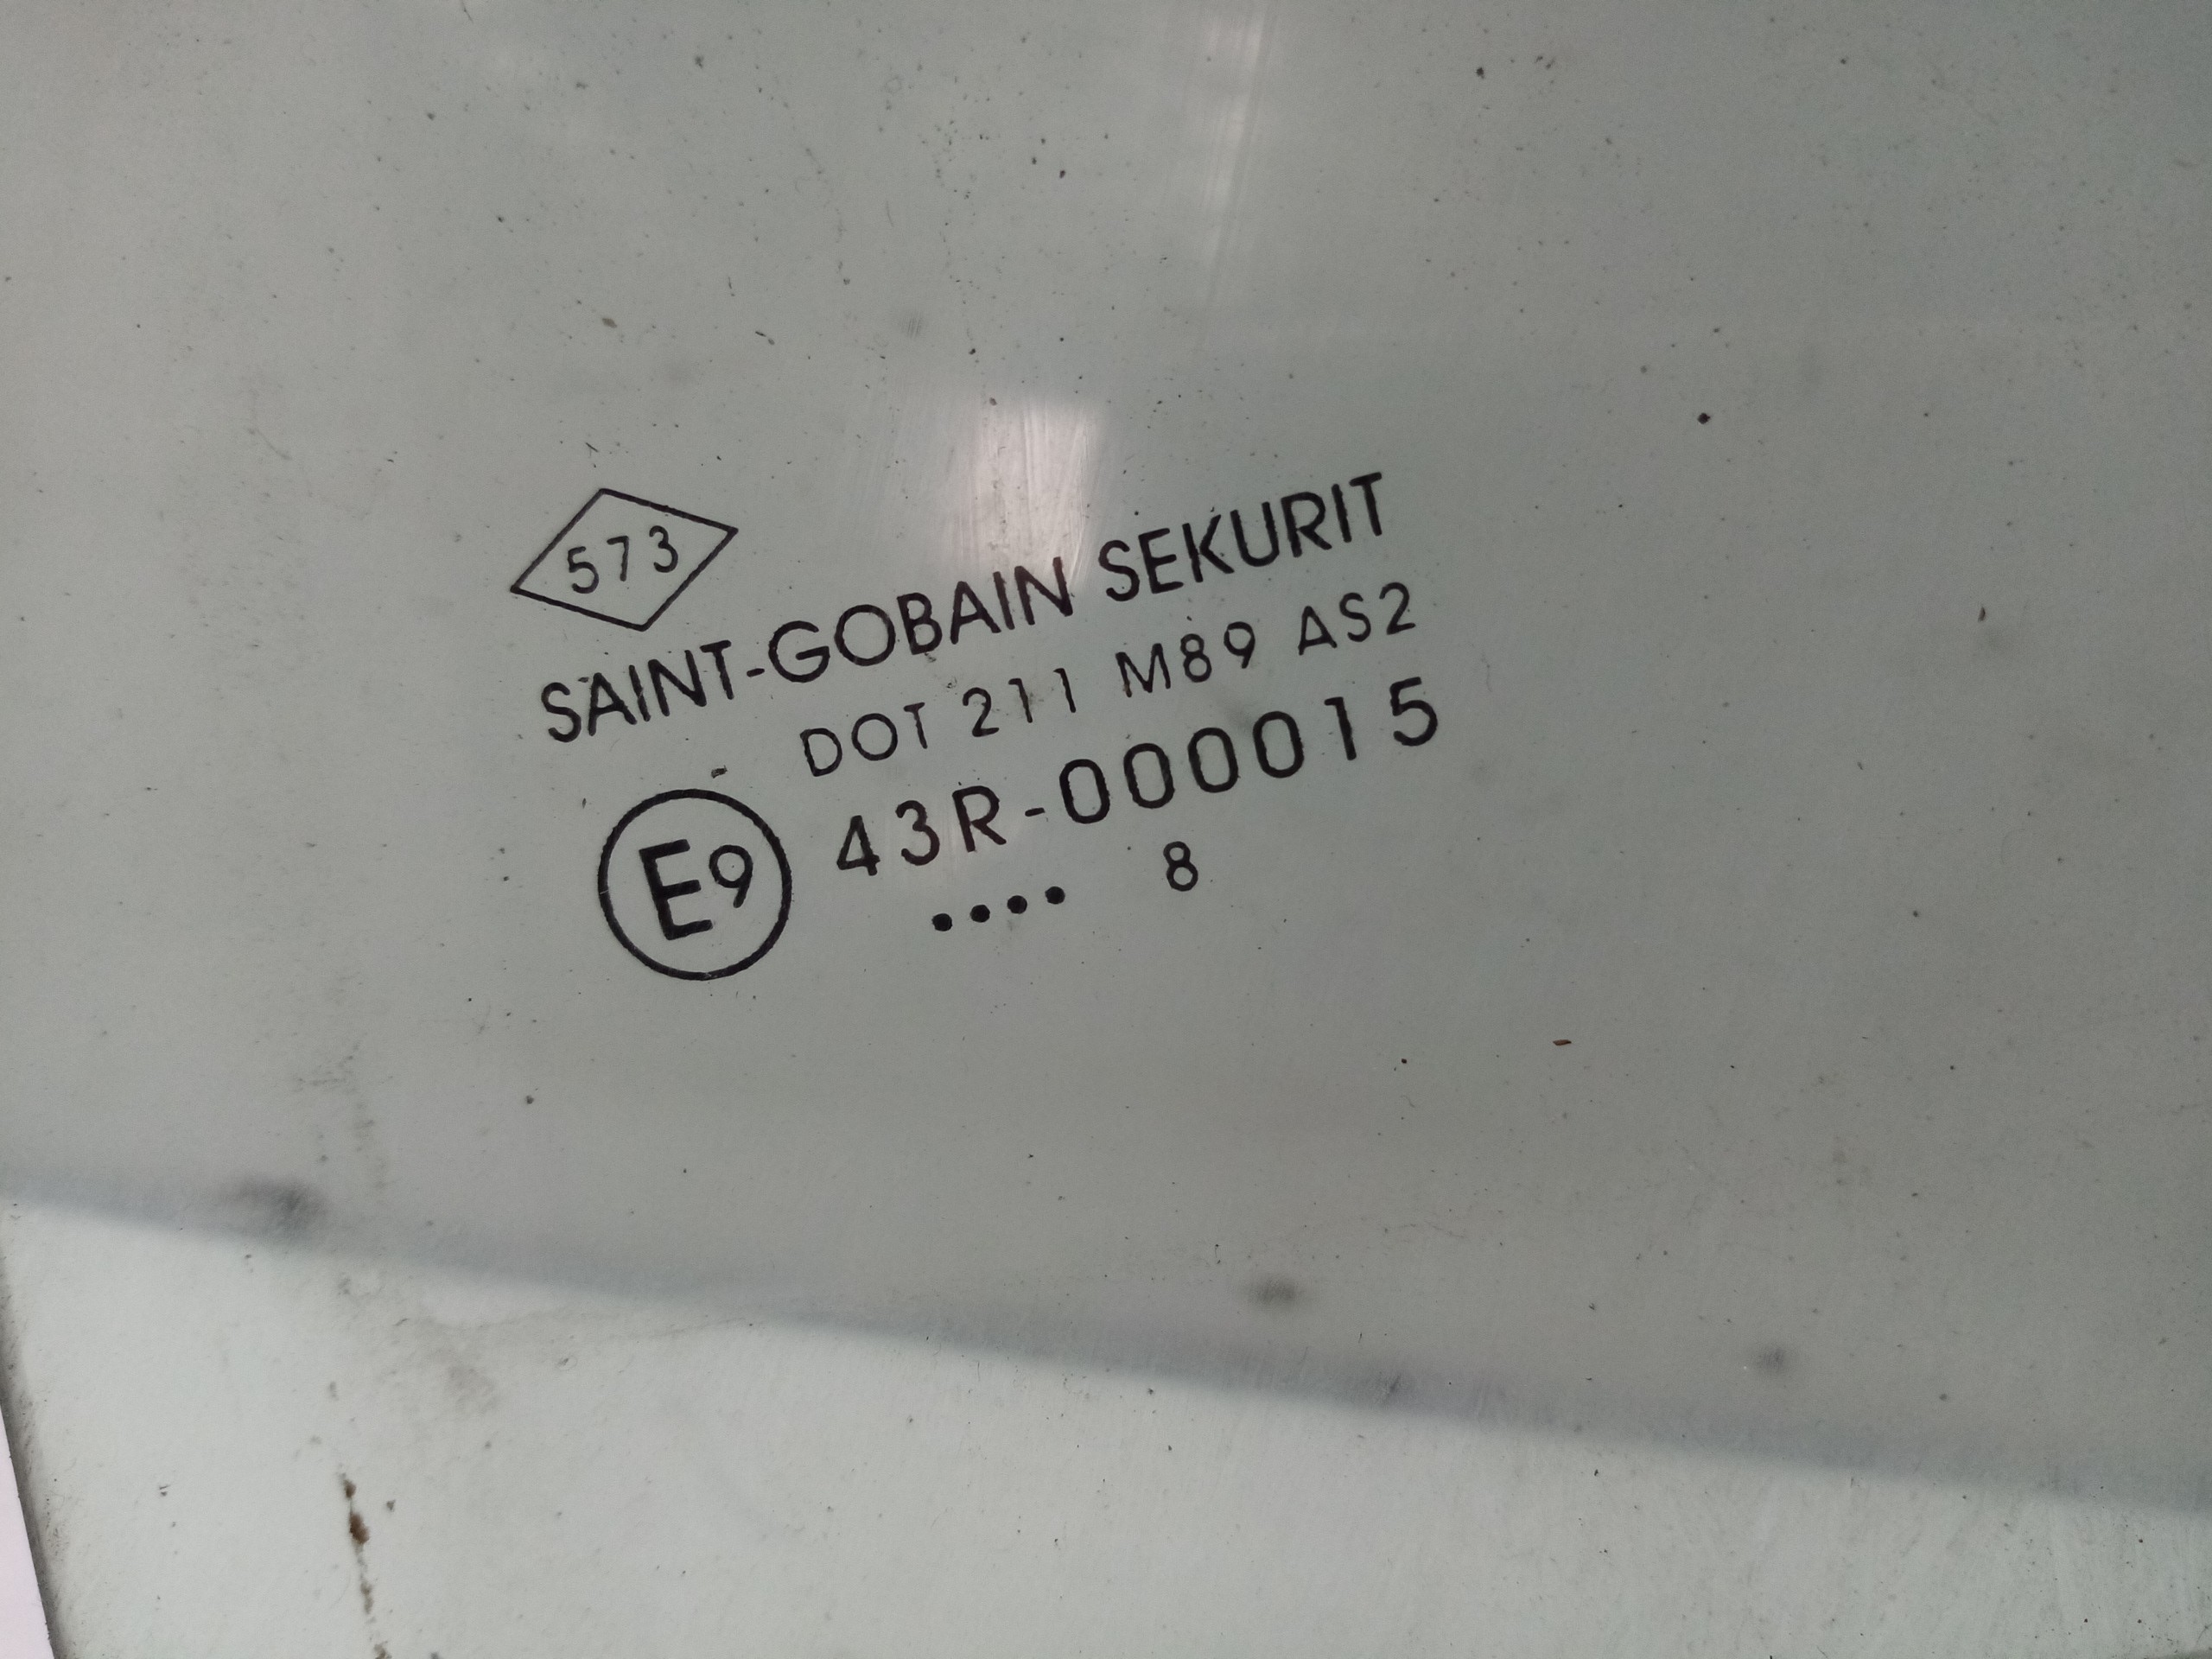 573
SAINT-GOBAIN SEKURIT
DOT 211 M89 AS2
E9 43R-000015
•••• 8